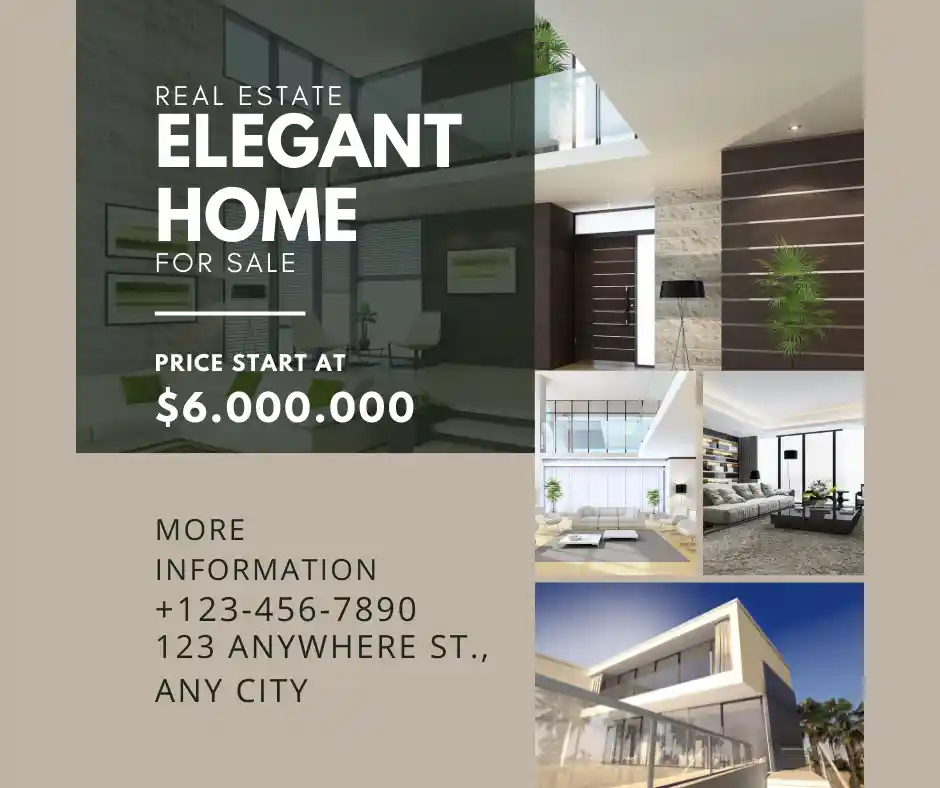 REAL ESTATE
ELEGANT
HOME
FOR SALE
PRICE START AT
$6.000.000
MORE
INFORMATION
+123-456-7890
123 ANYWHERE ST.,
ANY CITY